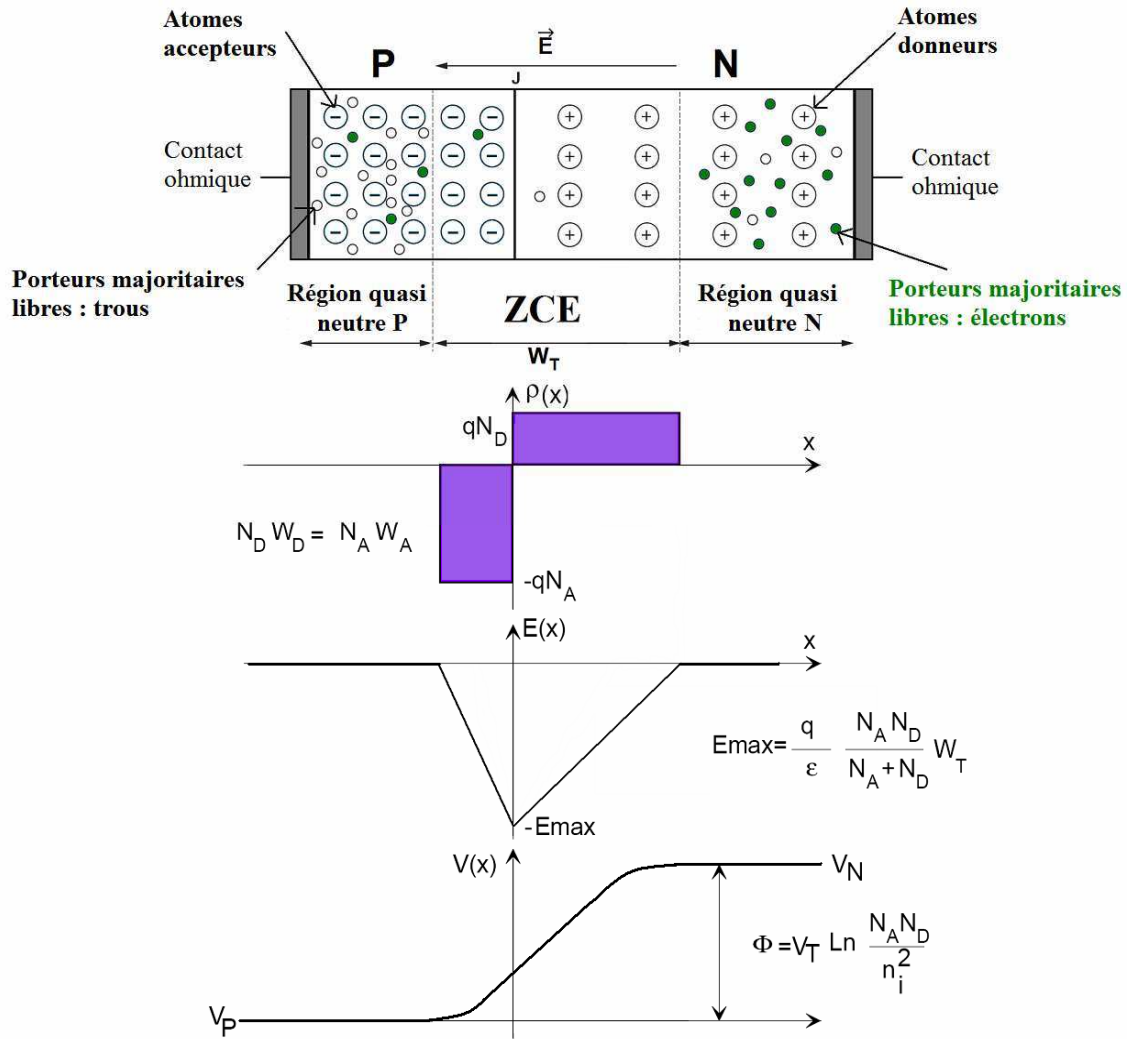 Atomes
accepteurs
Atomes
donneurs
P
E
N
J
Contact
ohmique
Contact
ohmique
Porteurs majoritaires
libres : trous
Région quasi
neutre P
ZCE
Région quasi
neutre N
Porteurs majoritaires
libres : électrons
W_T
ρ(x)
qN_D
x
N_D W_D = N_A W_A
-qN_A
E(x)
x
Emax= q/ε N_A N_D / N_A + N_D W_T
-Emax
V(x)
V_N
Φ = V_T Ln N_A N_D / n_i^2
V_P